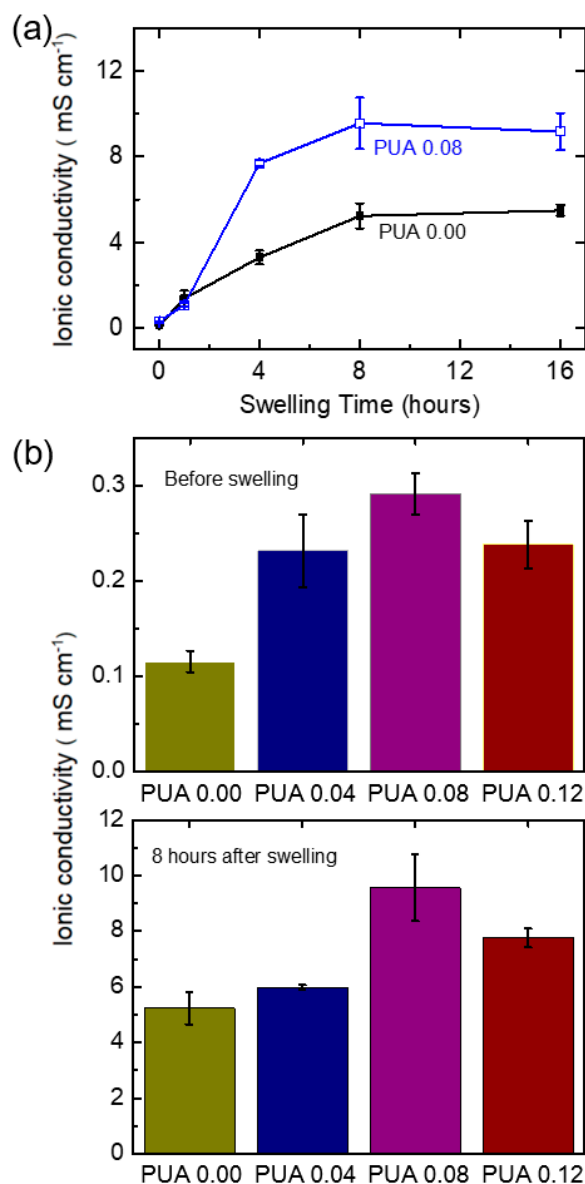 (a)
Ionic conductivity ( mS cm⁻¹)
12
8
4
0
PUA 0.08
PUA 0.00
0 4 8 12 16
Swelling Time (hours)
(b)
Ionic conductivity ( mS cm⁻¹)
Before swelling
0.3
0.2
0.1
0.0
PUA 0.00 PUA 0.04 PUA 0.08 PUA 0.12
8 hours after swelling
12
10
8
6
4
2
0
PUA 0.00 PUA 0.04 PUA 0.08 PUA 0.12